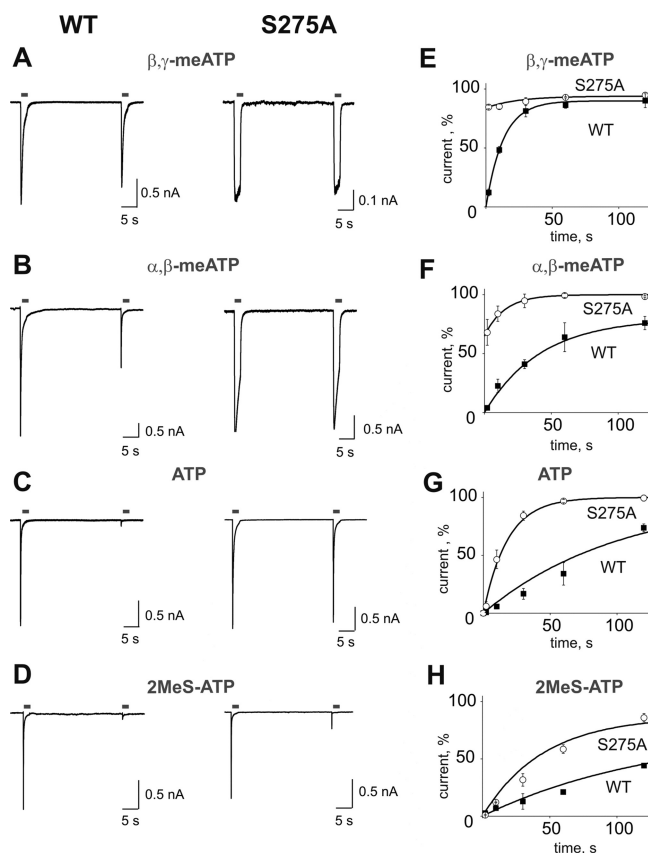 WT S275A
A β,γ-meATP
0.5 nA
5 s
0.1 nA
5 s
B α,β-meATP
0.5 nA
5 s
0.5 nA
5 s
C ATP
0.5 nA
5 s
0.5 nA
5 s
D 2MeS-ATP
0.5 nA
5 s
0.5 nA
5 s
E β,γ-meATP
current , %
100
50
0
S275A
WT
50 100
time, s
F α,β-meATP
current, %
100
50
0
S275A
WT
50 100
time, s
G ATP
current , %
100
50
0
S275A
WT
50 100
time, s
H 2MeS-ATP
current, %
100
50
0
S275A
WT
50 100
time, s